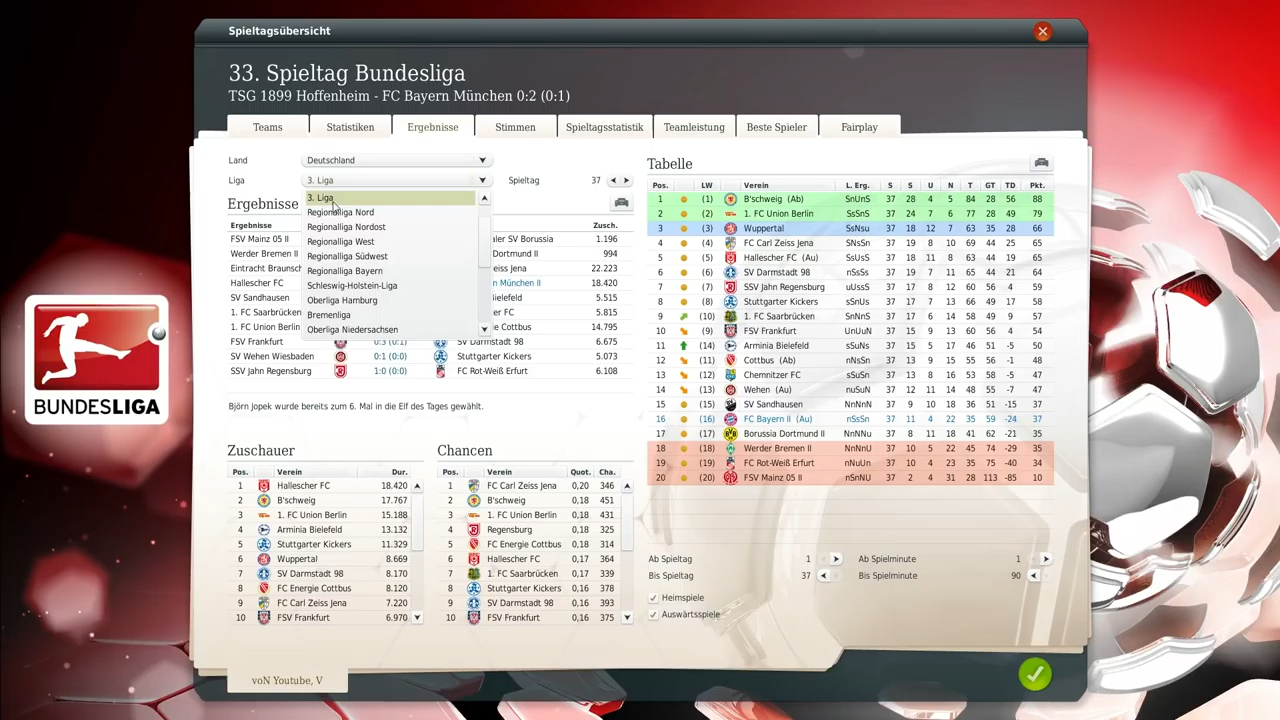 Spieltagsübersicht
33. Spieltag Bundesliga
TSG 1899 Hoffenheim - FC Bayern München 0:2 (0:1)
Teams Statistiken Ergebnisse Stimmen Spieltagsstatistik Teamleistung Beste Spieler Fairplay
Land Deutschland
Liga 3. Liga Spieltag 37
3. Liga
Regionalliga Nord
Regionalliga Nordost
Regionalliga West
Regionalliga Südwest
Regionalliga Bayern
Schleswig-Holstein-Liga
Oberliga Hamburg
Bremenliga
Oberliga Niedersachsen
Ergebnisse
Ergebnisse Zusch.
FSV Mainz 05 II aler SV Borussia 1.196
Werder Bremen II Dortmund II 994
Eintracht Braunsch eiss Jena 22.223
Hallescher FC n München II 18.420
SV Sandhausen ielefeld 5.515
1. FC Saarbrücken ers 5.815
1. FC Union Berlin Cottbus 14.795
FSV Frankfurt 0:3 (0:1) SV Darmstadt 98 6.675
SV Wehen Wiesbaden 0:1 (0:0) Stuttgarter Kickers 5.073
SSV Jahn Regensburg 1:0 (0:0) FC Rot-Weiß Erfurt 6.108
Björn Jopek wurde bereits zum 6. Mal in die Elf des Tages gewählt.
Zuschauer
Pos. Verein Dur.
1 Hallescher FC 18.420
2 B'schweig 17.767
3 1. FC Union Berlin 15.188
4 Arminia Bielefeld 13.132
5 Stuttgarter Kickers 11.329
6 Wuppertal 8.669
7 SV Darmstadt 98 8.170
8 FC Energie Cottbus 8.120
9 FC Carl Zeiss Jena 7.220
10 FSV Frankfurt 6.970
Chancen
Pos. Verein Quot. Cha.
1 FC Carl Zeiss Jena 0,20 346
2 B'schweig 0,18 451
3 1. FC Union Berlin 0,18 431
4 Regensburg 0,18 325
5 FC Energie Cottbus 0,18 314
6 Hallescher FC 0,17 364
7 1. FC Saarbrücken 0,17 339
8 Stuttgarter Kickers 0,16 378
9 SV Darmstadt 98 0,16 393
10 FSV Frankfurt 0,16 375
Tabelle
Pos. LW Verein L. Erg. S S U N T GT TD Pkt.
1 (1) B'schweig (Ab) SnUnS 37 28 4 5 84 28 56 88
2 (2) 1. FC Union Berlin SsSnS 37 24 7 6 77 28 49 79
3 (3) Wuppertal SsNsu 37 18 12 7 63 35 28 66
4 (4) FC Carl Zeiss Jena SNsSn 37 19 8 10 69 44 25 65
5 (5) Hallescher FC (Au) SsUsS 37 18 11 8 63 44 19 65
6 (6) SV Darmstadt 98 nSsSs 37 19 7 11 65 44 21 64
7 (7) SSV Jahn Regensburg uUssS 37 17 8 12 60 56 4 59
8 (8) Stuttgarter Kickers sSnUs 37 17 7 13 66 49 17 58
9 (10) 1. FC Saarbrücken SnNnS 37 16 7 14 60 51 9 55
10 (9) FSV Frankfurt UnUuN 37 15 9 13 60 56 4 54
11 (14) Arminia Bielefeld sSuNs 37 15 5 17 46 51 -5 50
12 (11) Cottbus (Ab) nNsSn 37 13 9 15 55 56 -1 48
13 (12) Chemnitzer FC sSuSn 37 13 8 16 53 58 -5 47
14 (13) Wehen (Au) nuSuN 37 12 11 14 48 55 -7 47
15 (15) SV Sandhausen NnNnN 37 9 10 18 36 51 -15 37
16 (16) FC Bayern II (Au) nSsSn 37 11 4 22 35 59 -24 37
17 (17) Borussia Dortmund II NnNNu 37 8 11 18 41 62 -21 35
18 (18) Werder Bremen II NnNnU 37 10 5 22 45 74 -29 35
19 (19) FC Rot-Weiß Erfurt nNuUn 37 10 4 23 35 75 -40 34
20 (20) FSV Mainz 05 II nSnNU 37 2 4 31 28 113 -85 10
Ab Spieltag 1 Ab Spielminute 1
Bis Spieltag 37 Bis Spielminute 90
Heimspiele
Auswärtsspiele
voN Youtube, V
BUNDESLIGA